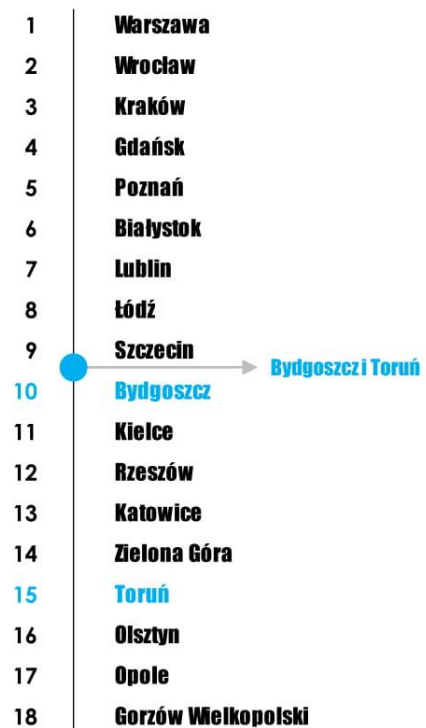 1 Warszawa
2 Wrocław
3 Kraków
4 Gdańsk
5 Poznań
6 Białystok
7 Lublin
8 Łódź
9 Szczecin
Bydgoszcz i Toruń
10 Bydgoszcz
11 Kielce
12 Rzeszów
13 Katowice
14 Zielona Góra
15 Toruń
16 Olsztyn
17 Opole
18 Gorzów Wielkopolski